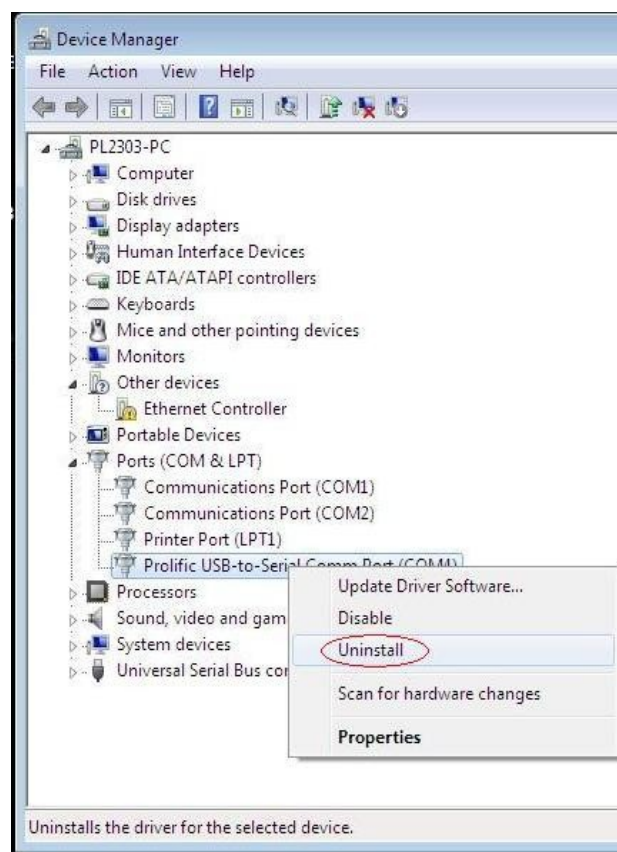 Device Manager
File Action View Help
PL2303-PC
Computer
Disk drives
Display adapters
Human Interface Devices
IDE ATA/ATAPI controllers
Keyboards
Mice and other pointing devices
Monitors
Other devices
Ethernet Controller
Portable Devices
Ports (COM & LPT)
Communications Port (COM1)
Communications Port (COM2)
Printer Port (LPT1)
Prolific USB-to-Serial Comm Port (COM4)
Processors
Sound, video and gam
System devices
Universal Serial Bus con
Update Driver Software...
Disable
Uninstall
Scan for hardware changes
Properties
Uninstalls the driver for the selected device.